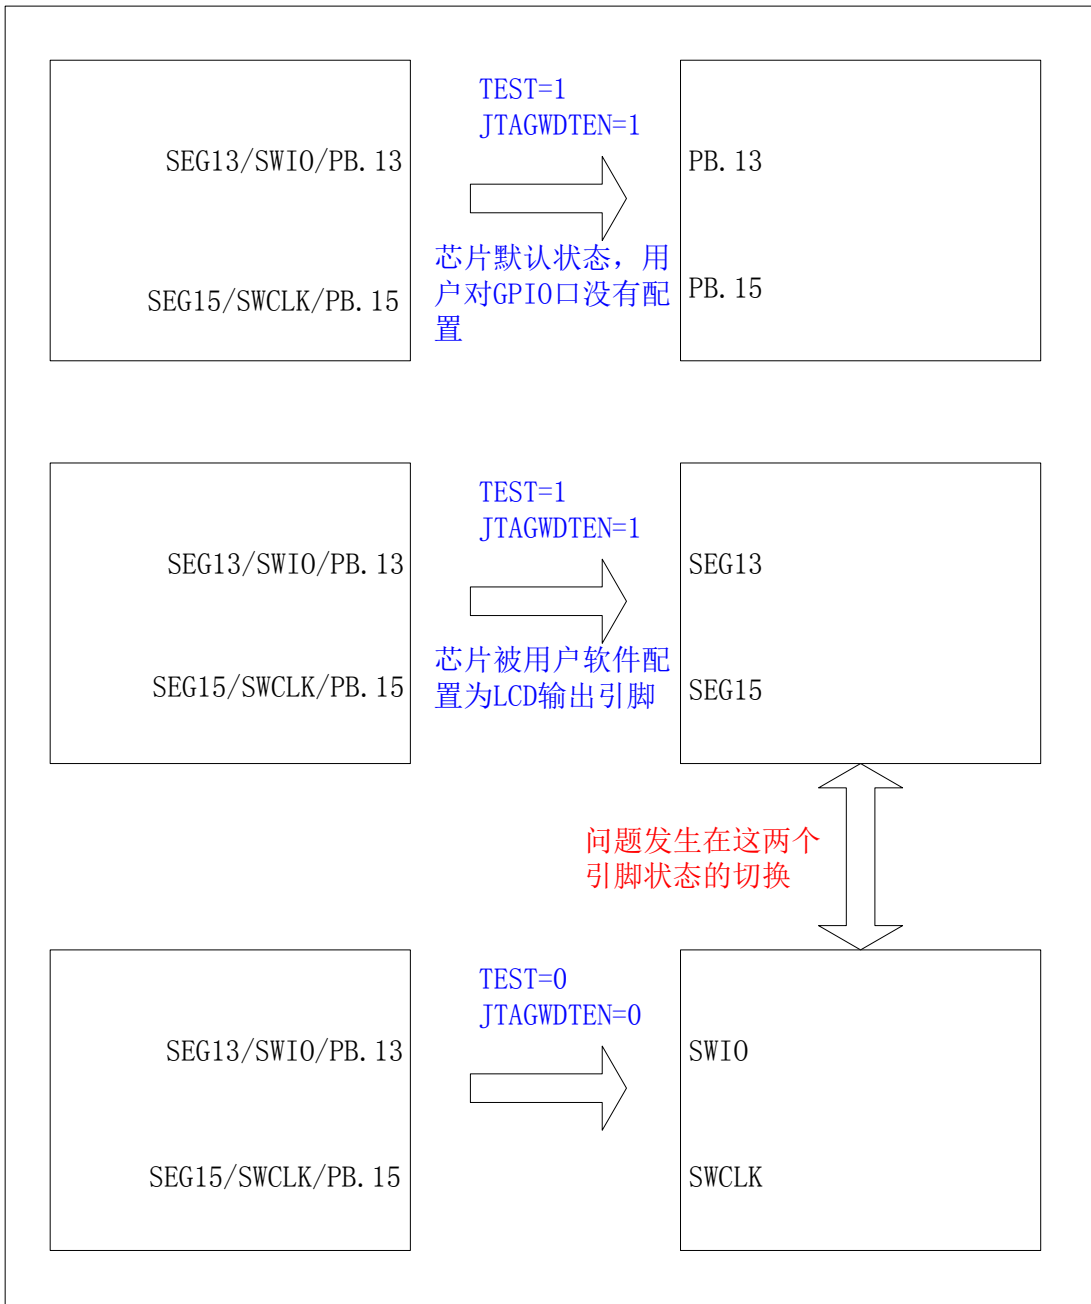 TEST=1
JTAGWDTEN=1
SEG13/SWIO/PB.13
PB.13
芯片默认状态，用
户对GPIO口没有配
置
SEG15/SWCLK/PB.15
PB.15
TEST=1
JTAGWDTEN=1
SEG13/SWIO/PB.13
SEG13
芯片被用户软件配
置为LCD输出引脚
SEG15/SWCLK/PB.15
SEG15
问题发生在这两个
引脚状态的切换
TEST=0
JTAGWDTEN=0
SEG13/SWIO/PB.13
SWIO
SEG15/SWCLK/PB.15
SWCLK